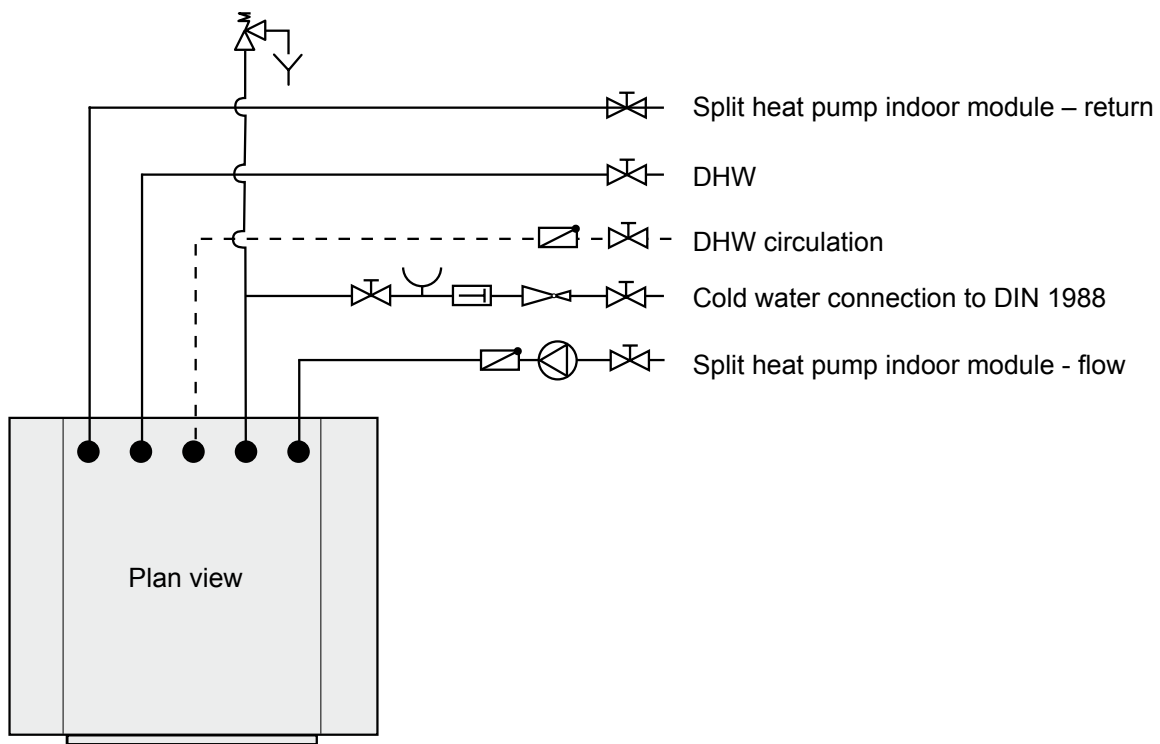 Split heat pump indoor module – return
DHW
DHW circulation
Cold water connection to DIN 1988
Split heat pump indoor module - flow
Plan view